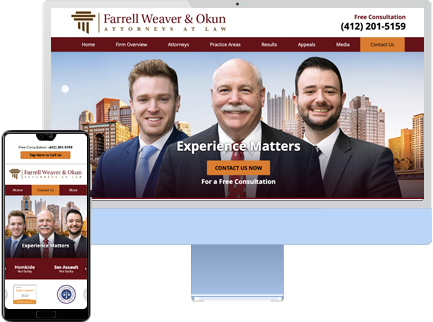 Farrell Weaver & Okun
ATTORNEYS AT LAW
Free Consultation
(412) 201-5159
Home Firm Overview Attorneys Practice Areas Results Appeals Media Contact Us
Experience Matters
CONTACT US NOW
For a Free Consultation
Free Consultation (412) 201-5159
Tap Here to Call Us
Farrell Weaver & Okun
ATTORNEYS AT LAW
Home Contact Us More
Experience Matters
Homicide Sex Assault
Not Guilty Not Guilty